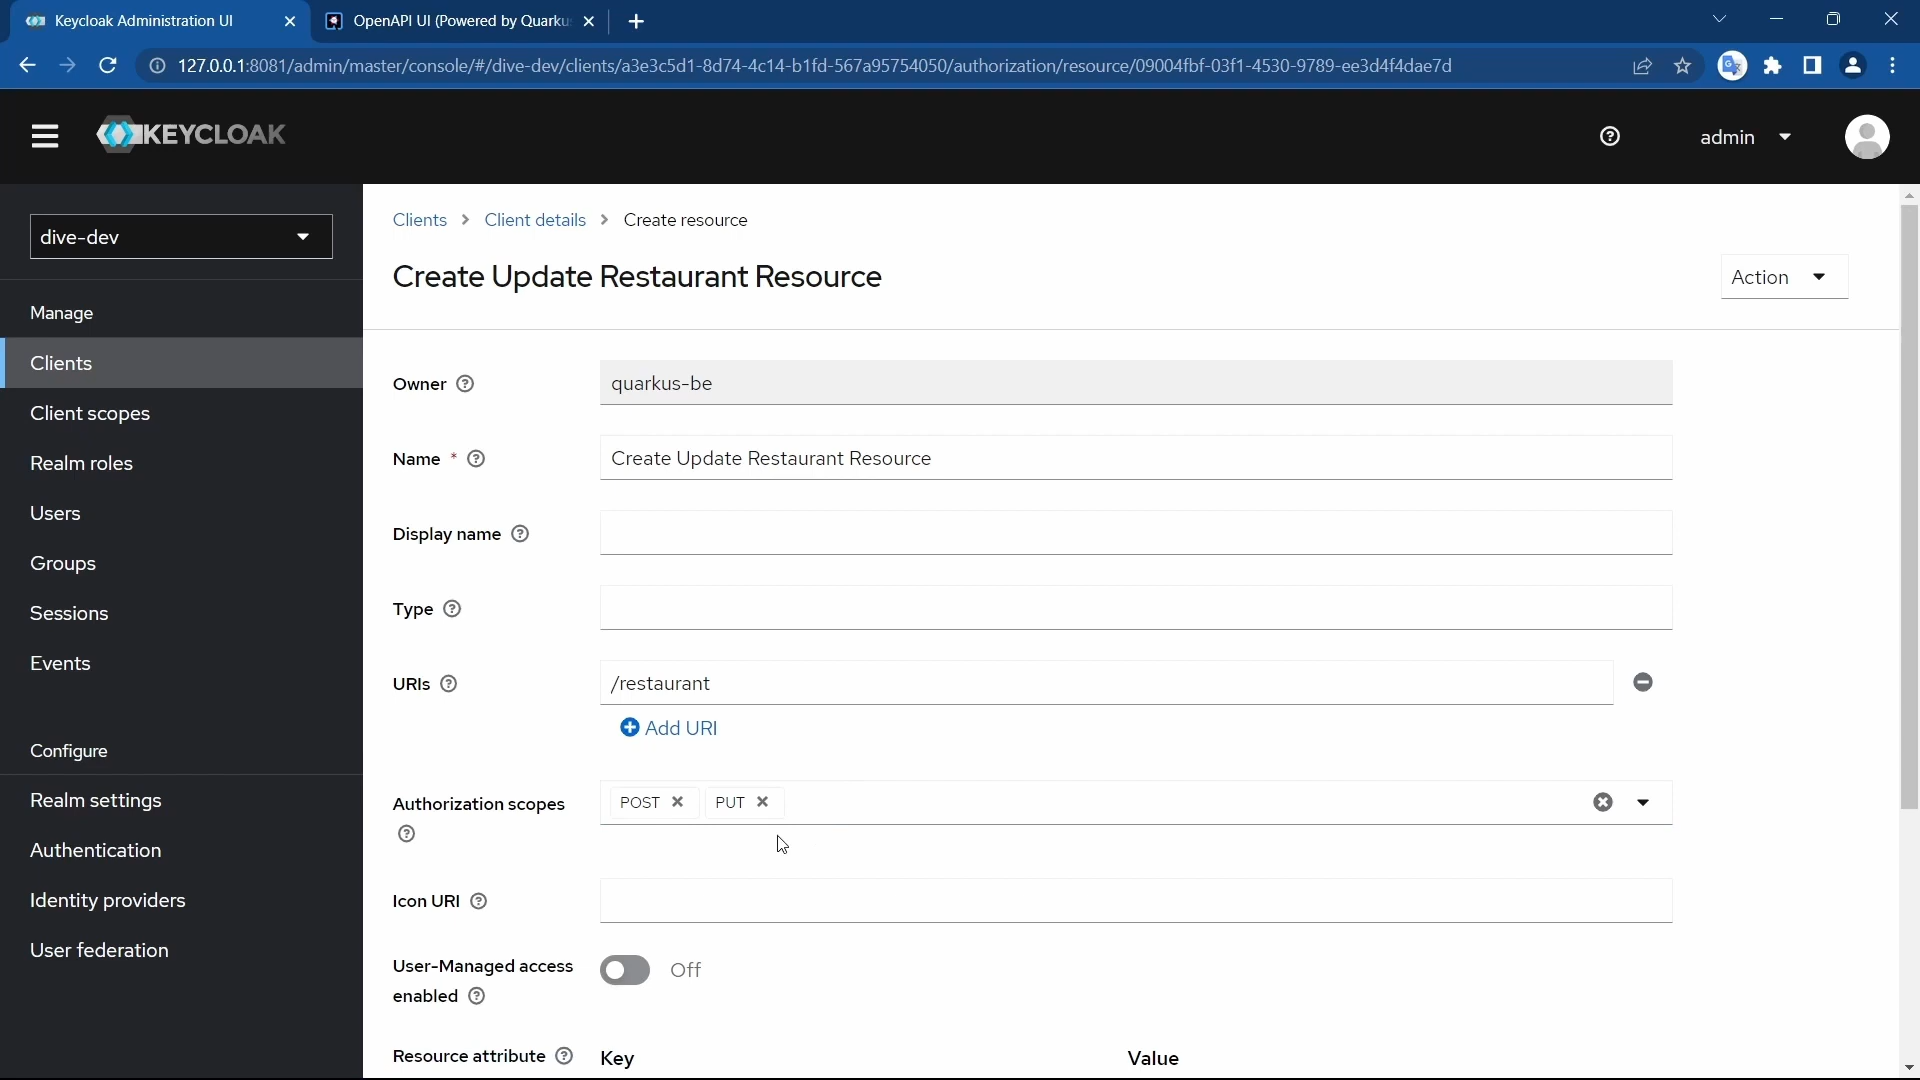 Keycloak Administration UI
OpenAPI UI (Powered by Quarku
127.0.0.1:8081/admin/master/console/#/dive-dev/clients/a3e3c5d1-8d74-4c14-b1fd-567a95754050/authorization/resource/09004fbf-03f1-4530-9789-ee3d4f4dae7d
KEYCLOAK
admin
dive-dev
Manage
Clients
Client scopes
Realm roles
Users
Groups
Sessions
Events
Configure
Realm settings
Authentication
Identity providers
User federation
Clients > Client details > Create resource
Create Update Restaurant Resource
Action
Owner
quarkus-be
Name *
Create Update Restaurant Resource
Display name
Type
URIs
/restaurant
Add URI
Authorization scopes
POST
PUT
Icon URI
User-Managed access
enabled
Off
Resource attribute
Key
Value